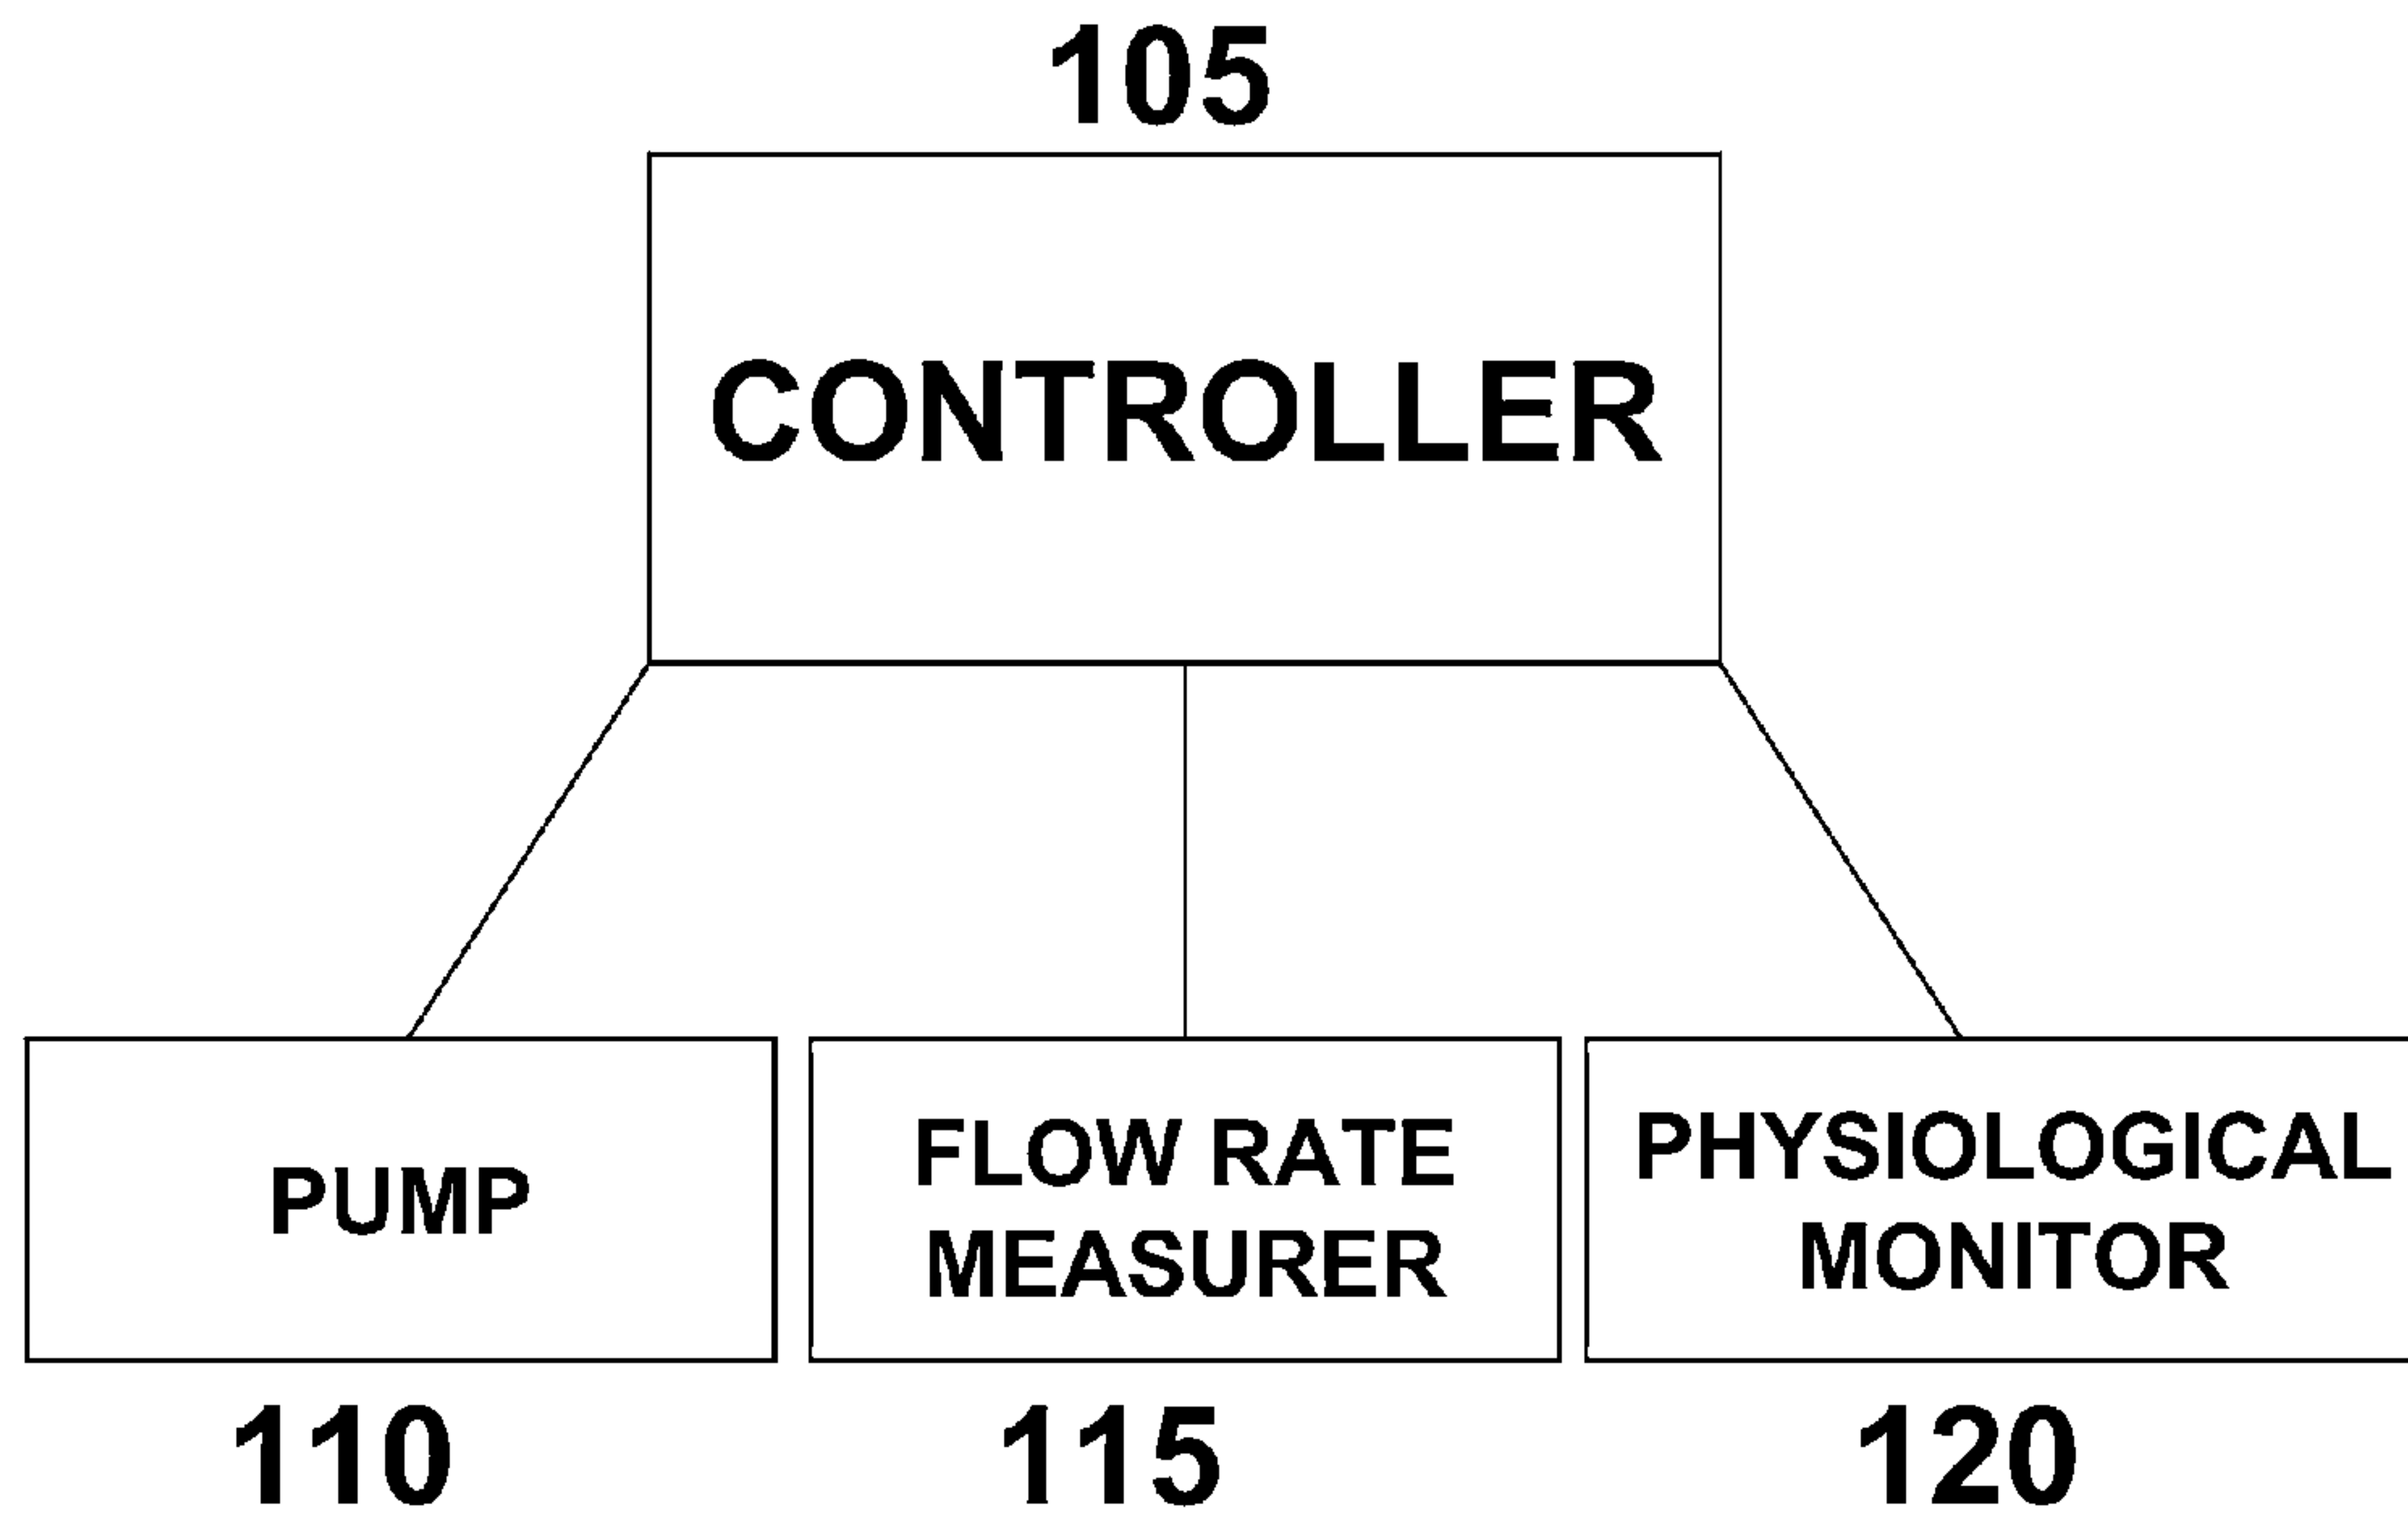 105
CONTROLLER
PUMP
FLOW RATE
MEASURER
PHYSIOLOGICAL
MONITOR
110
115
120